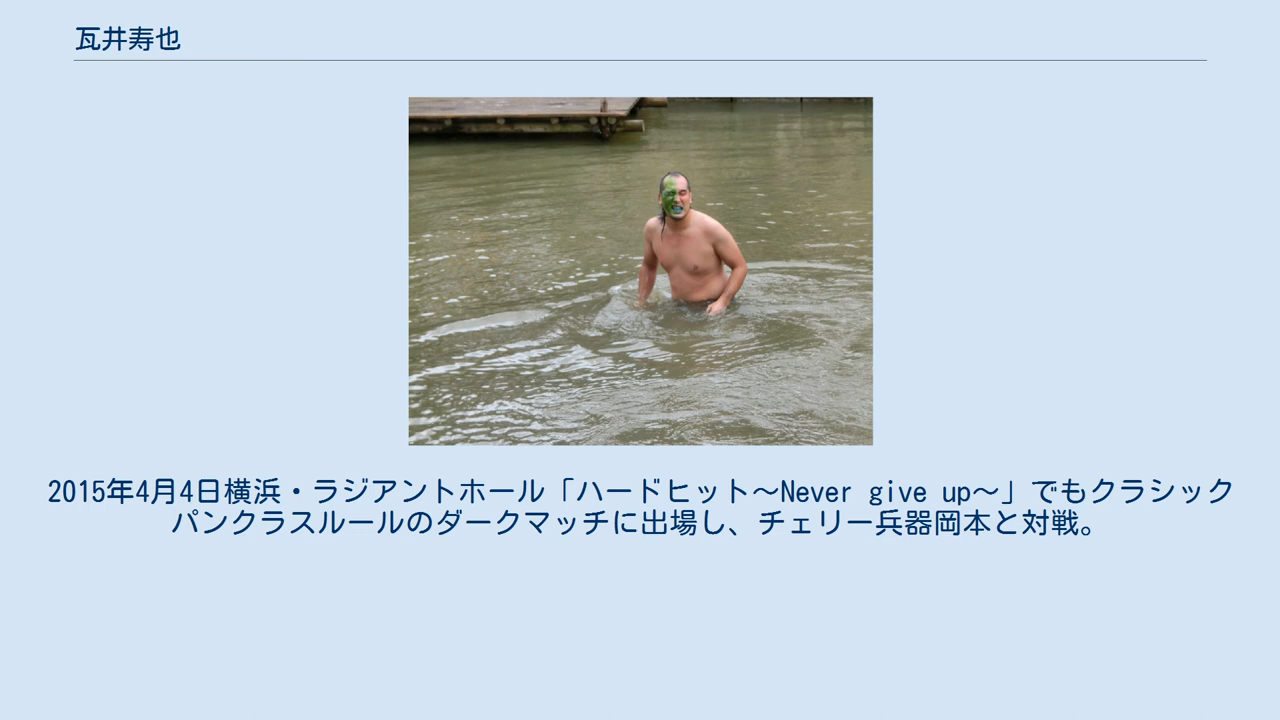 瓦井寿也
2015年4月4日横浜・ラジアントホール「ハードヒット～Never give up～」でもクラシック
パンクラスルールのダークマッチに出場し、チェリー兵器岡本と対戦。